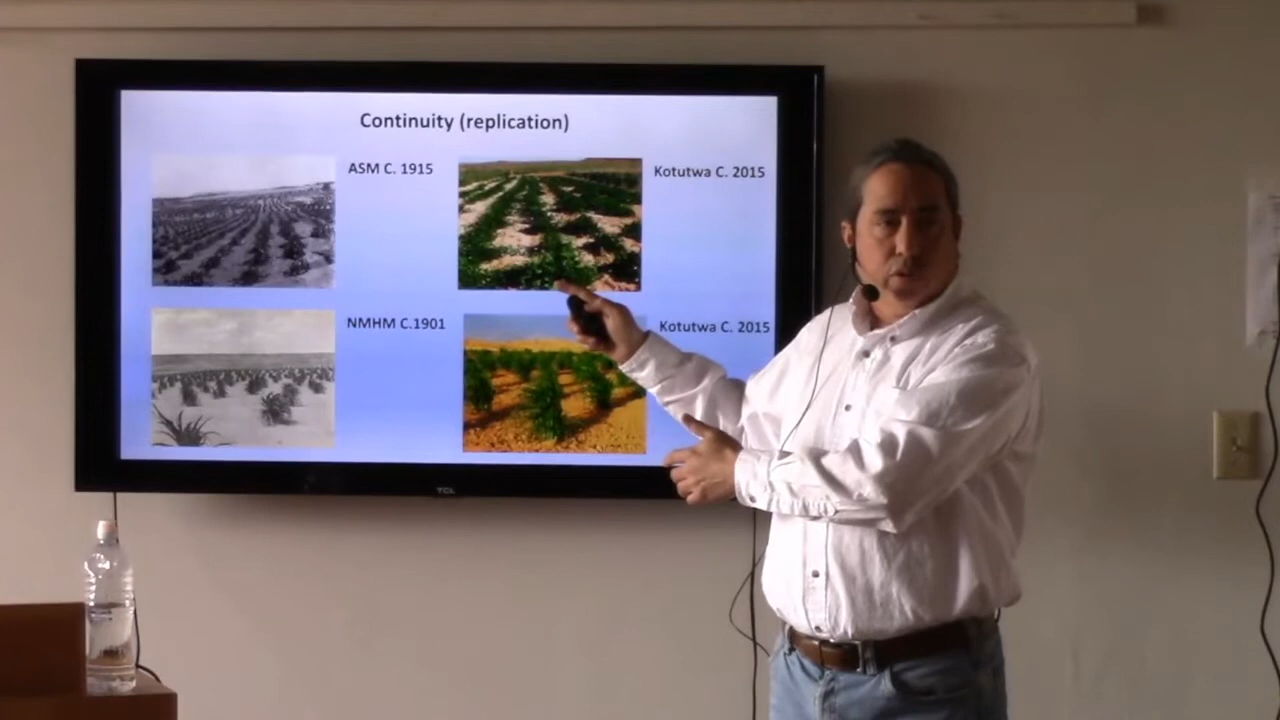 Continuity (replication)
ASM C. 1915
Kotutwa C. 2015
NMHM C.1901
Kotutwa C. 2015
TCL